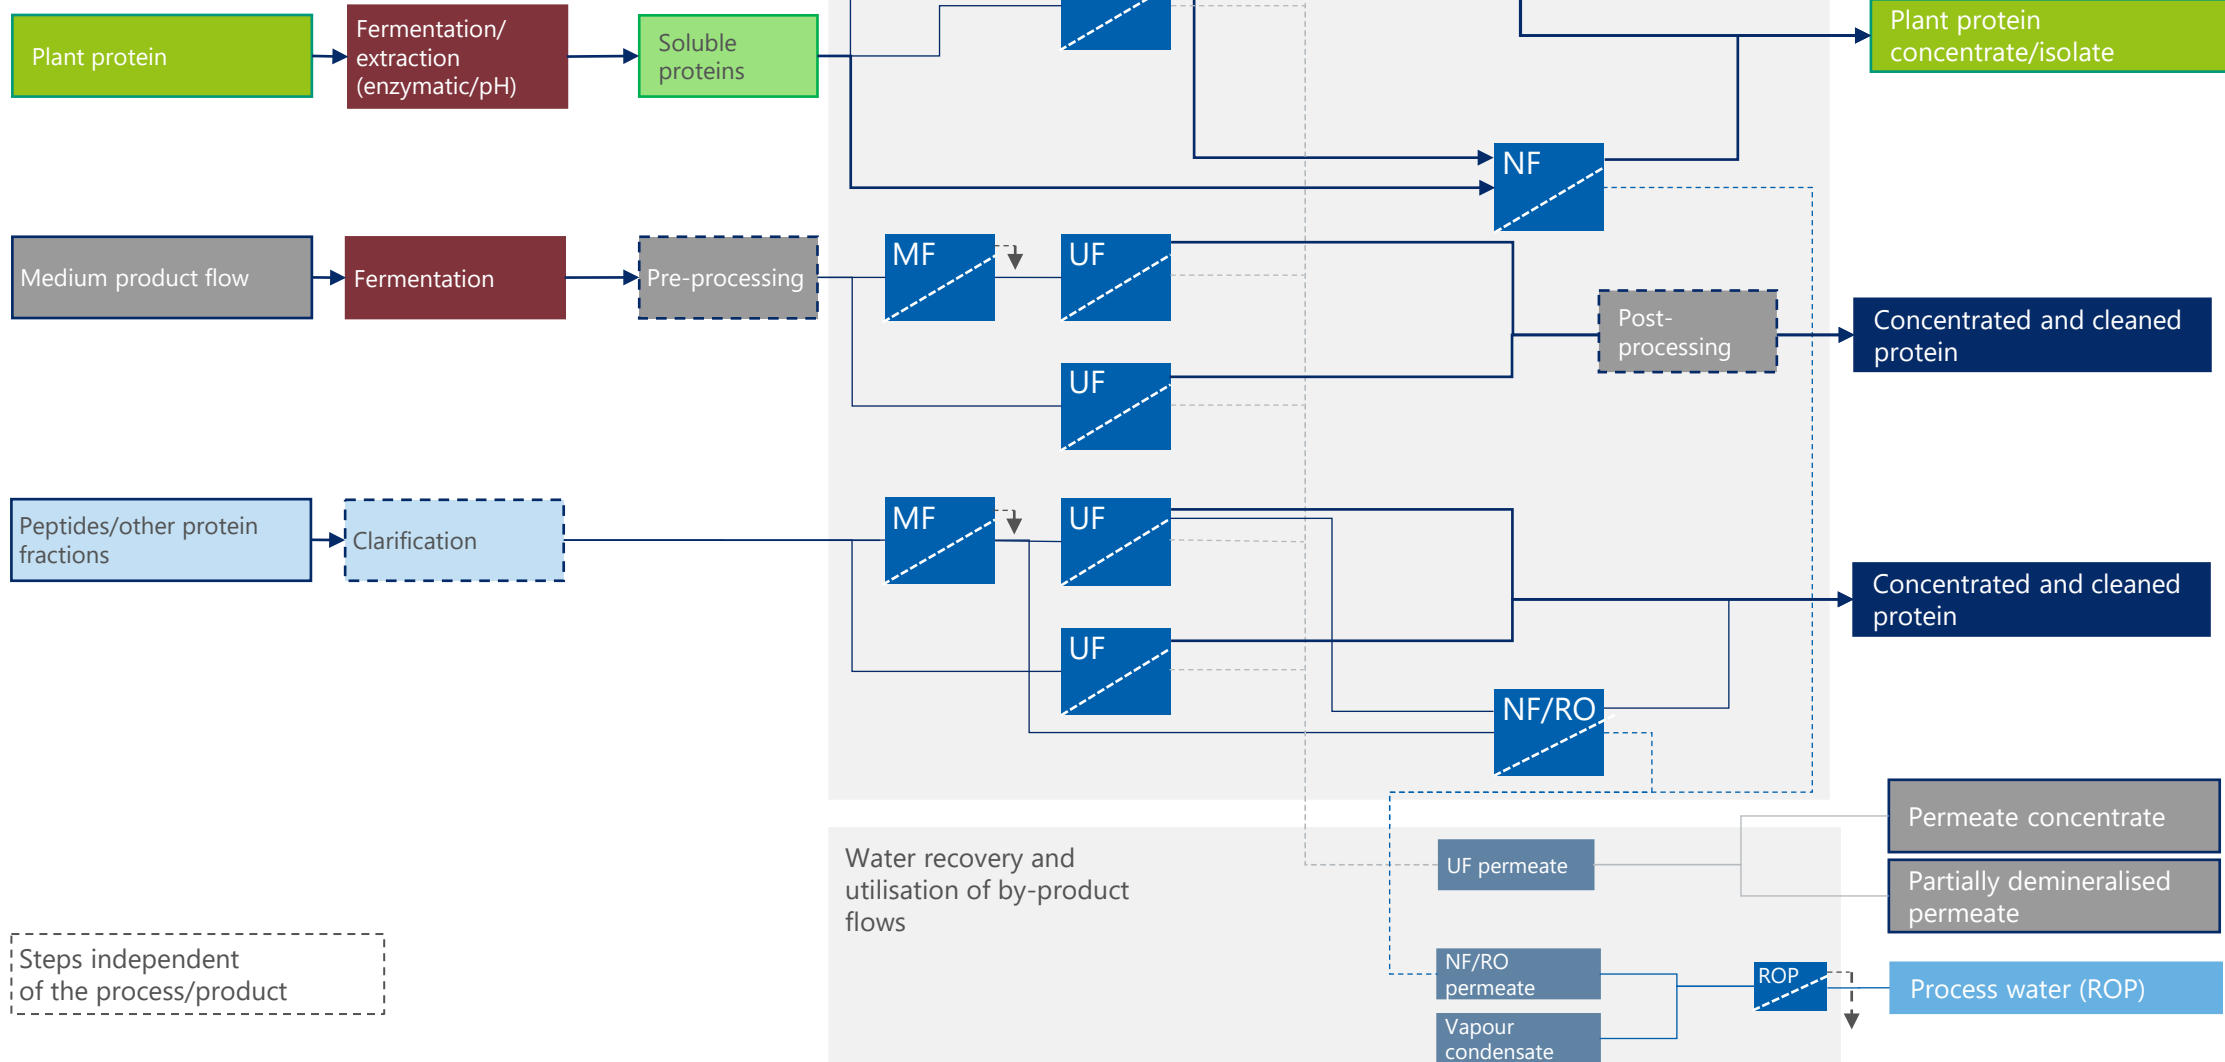 Plant protein
Fermentation/
extraction
(enzymatic/pH)
Soluble
proteins
Plant protein
concentrate/isolate
NF
Medium product flow
Fermentation
Pre-processing
MF
UF
Post-
processing
Concentrated and cleaned
protein
UF
Peptides/other protein
fractions
Clarification
MF
UF
Concentrated and cleaned
protein
UF
NF/RO
Water recovery and
utilisation of by-product
flows
UF permeate
Permeate concentrate
Partially demineralised
permeate
Steps independent
of the process/product
NF/RO
permeate
ROP
Process water (ROP)
Vapour
condensate